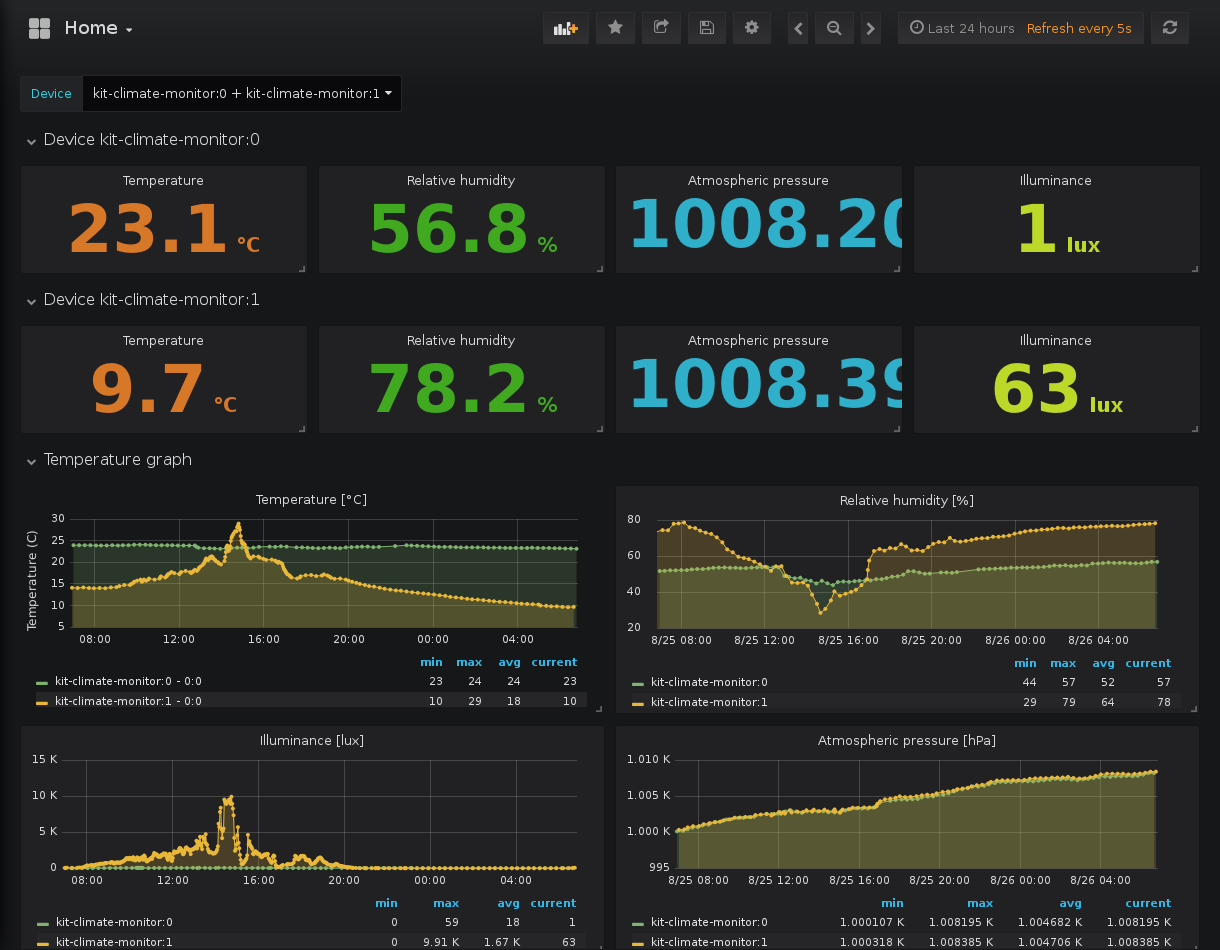 Home
Last 24 hours Refresh every 5s
Device kit-climate-monitor:0 + kit-climate-monitor:1
Device kit-climate-monitor:0
Temperature Relative humidity Atmospheric pressure Illuminance
23.1 °C 56.8 % 1008.20 1 lux
Device kit-climate-monitor:1
Temperature Relative humidity Atmospheric pressure Illuminance
9.7 °C 78.2 % 1008.39 63 lux
Temperature graph
Temperature [°C]
Temperature (C)
30
25
20
15
10
5
08:00 12:00 16:00 20:00 00:00 04:00
min max avg current
kit-climate-monitor:0 - 0:0 23 24 24 23
kit-climate-monitor:1 - 0:0 10 29 18 10
Relative humidity [%]
80
60
40
20
8/25 08:00 8/25 12:00 8/25 16:00 8/25 20:00 8/26 00:00 8/26 04:00
min max avg current
kit-climate-monitor:0 44 57 52 57
kit-climate-monitor:1 29 79 64 78
Illuminance [lux]
15 K
10 K
5 K
0
08:00 12:00 16:00 20:00 00:00 04:00
min max avg current
kit-climate-monitor:0 0 59 18 1
kit-climate-monitor:1 0 9.91 K 1.67 K 63
Atmospheric pressure [hPa]
1.010 K
1.005 K
1.000 K
995
8/25 08:00 8/25 12:00 8/25 16:00 8/25 20:00 8/26 00:00 8/26 04:00
min max avg current
kit-climate-monitor:0 1.000107 K 1.008195 K 1.004682 K 1.008195 K
kit-climate-monitor:1 1.000318 K 1.008385 K 1.004706 K 1.008385 K